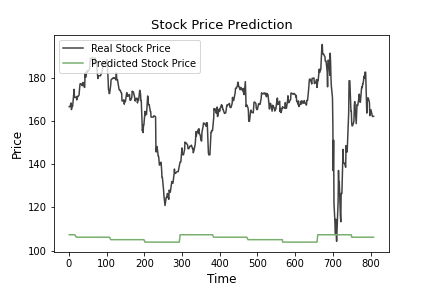 Stock Price Prediction
Real Stock Price
Predicted Stock Price
180
160
140
120
100
Price
0 100 200 300 400 500 600 700 800
Time